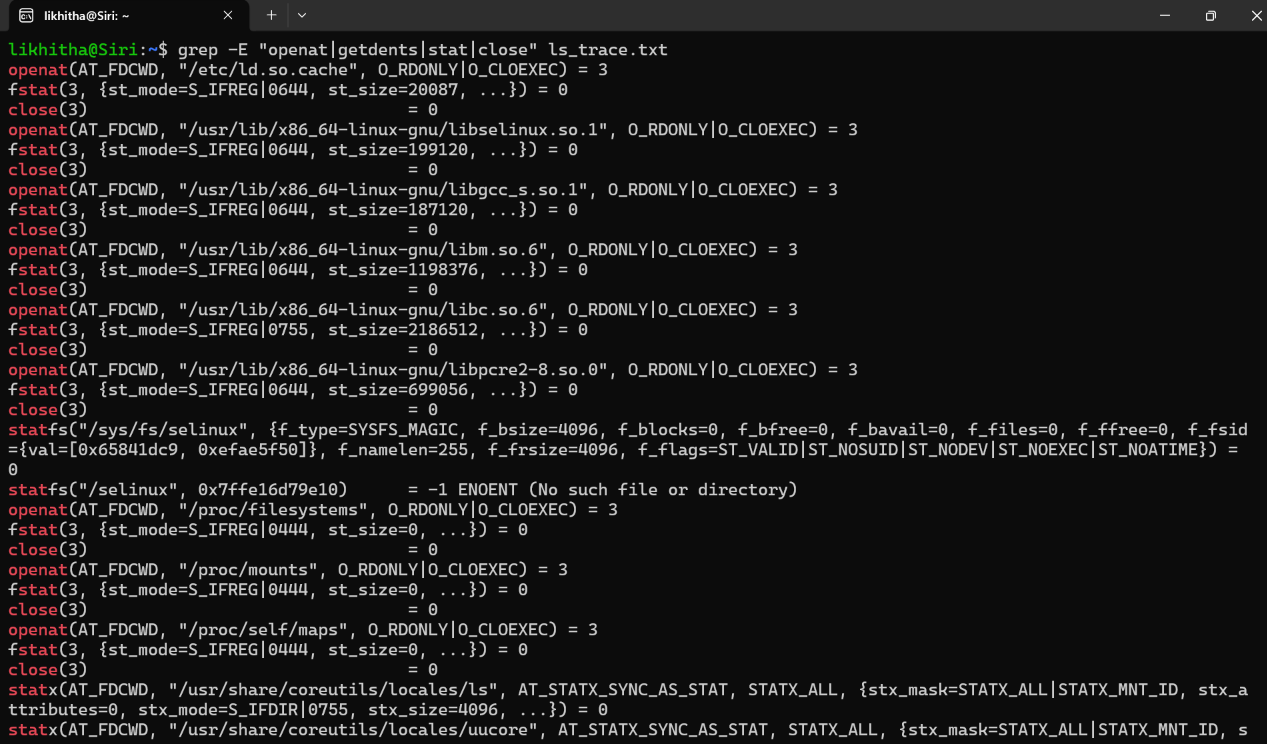 likhitha@Siri: ~
likhitha@Siri:~$ grep -E "openat|getdents|stat|close" ls_trace.txt
openat(AT_FDCWD, "/etc/ld.so.cache", O_RDONLY|O_CLOEXEC) = 3
fstat(3, {st_mode=S_IFREG|0644, st_size=20087, ...}) = 0
close(3)                                = 0
openat(AT_FDCWD, "/usr/lib/x86_64-linux-gnu/libselinux.so.1", O_RDONLY|O_CLOEXEC) = 3
fstat(3, {st_mode=S_IFREG|0644, st_size=199120, ...}) = 0
close(3)                                = 0
openat(AT_FDCWD, "/usr/lib/x86_64-linux-gnu/libgcc_s.so.1", O_RDONLY|O_CLOEXEC) = 3
fstat(3, {st_mode=S_IFREG|0644, st_size=187120, ...}) = 0
close(3)                                = 0
openat(AT_FDCWD, "/usr/lib/x86_64-linux-gnu/libm.so.6", O_RDONLY|O_CLOEXEC) = 3
fstat(3, {st_mode=S_IFREG|0644, st_size=1198376, ...}) = 0
close(3)                                = 0
openat(AT_FDCWD, "/usr/lib/x86_64-linux-gnu/libc.so.6", O_RDONLY|O_CLOEXEC) = 3
fstat(3, {st_mode=S_IFREG|0755, st_size=2186512, ...}) = 0
close(3)                                = 0
openat(AT_FDCWD, "/usr/lib/x86_64-linux-gnu/libpcre2-8.so.0", O_RDONLY|O_CLOEXEC) = 3
fstat(3, {st_mode=S_IFREG|0644, st_size=699056, ...}) = 0
close(3)                                = 0
statfs("/sys/fs/selinux", {f_type=SYSFS_MAGIC, f_bsize=4096, f_blocks=0, f_bfree=0, f_bavail=0, f_files=0, f_ffree=0, f_fsid
={val=[0x65841dc9, 0xefae5f50]}, f_namelen=255, f_frsize=4096, f_flags=ST_VALID|ST_NOSUID|ST_NODEV|ST_NOEXEC|ST_NOATIME}) =
0
statfs("/selinux", 0x7ffe16d79e10)      = -1 ENOENT (No such file or directory)
openat(AT_FDCWD, "/proc/filesystems", O_RDONLY|O_CLOEXEC) = 3
fstat(3, {st_mode=S_IFREG|0444, st_size=0, ...}) = 0
close(3)                                = 0
openat(AT_FDCWD, "/proc/mounts", O_RDONLY|O_CLOEXEC) = 3
fstat(3, {st_mode=S_IFREG|0444, st_size=0, ...}) = 0
close(3)                                = 0
openat(AT_FDCWD, "/proc/self/maps", O_RDONLY|O_CLOEXEC) = 3
fstat(3, {st_mode=S_IFREG|0444, st_size=0, ...}) = 0
close(3)                                = 0
statx(AT_FDCWD, "/usr/share/coreutils/locales/ls", AT_STATX_SYNC_AS_STAT, STATX_ALL, {stx_mask=STATX_ALL|STATX_MNT_ID, stx_a
ttributes=0, stx_mode=S_IFDIR|0755, stx_size=4096, ...}) = 0
statx(AT_FDCWD, "/usr/share/coreutils/locales/uucore", AT_STATX_SYNC_AS_STAT, STATX_ALL, {stx_mask=STATX_ALL|STATX_MNT_ID, s